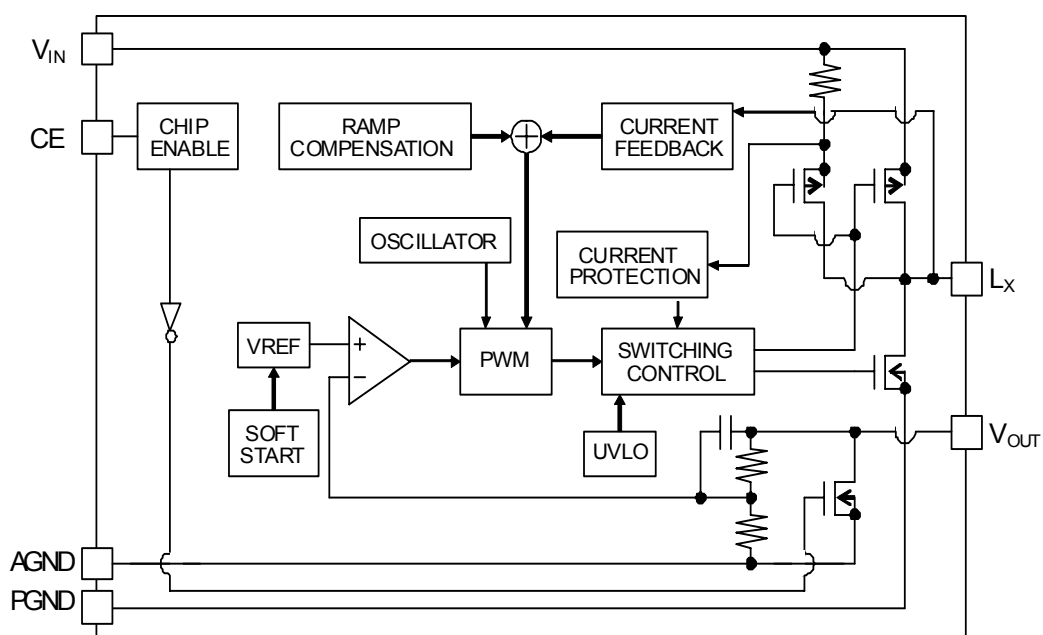 VIN
CE
CHIP
ENABLE
RAMP
COMPENSATION
+
CURRENT
FEEDBACK
OSCILLATOR
CURRENT
PROTECTION
LX
VREF
+
−
PWM
SWITCHING
CONTROL
SOFT
START
UVLO
VOUT
AGND
PGND